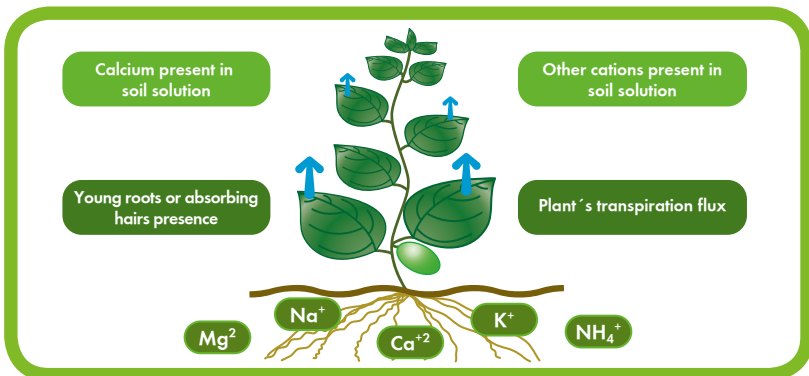 Calcium present in
soil solution
Other cations present in
soil solution
Young roots or absorbing
hairs presence
Plant´s transpiration flux
Na⁺
K⁺
Mg²
Ca⁺²
NH₄⁺